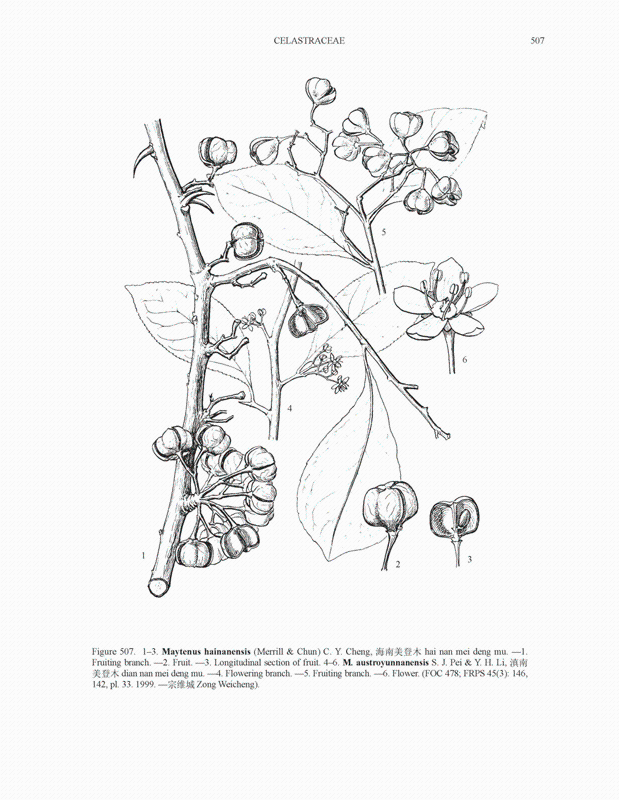 CELASTRACEAE 507
5
6
4
1
2
3
Figure 507. 1–3. Maytenus hainanensis (Merrill & Chun) C. Y. Cheng, 海南美登木 hai nan mei deng mu. —1.
Fruiting branch. —2. Fruit. —3. Longitudinal section of fruit. 4–6. M. austroyunnanensis S. J. Pei & Y. H. Li, 滇南
美登木 dian nan mei deng mu. —4. Flowering branch. —5. Fruiting branch. —6. Flower. (FOC 478; FRPS 45(3): 146,
142, pl. 33. 1999. —宗维城 Zong Weicheng).